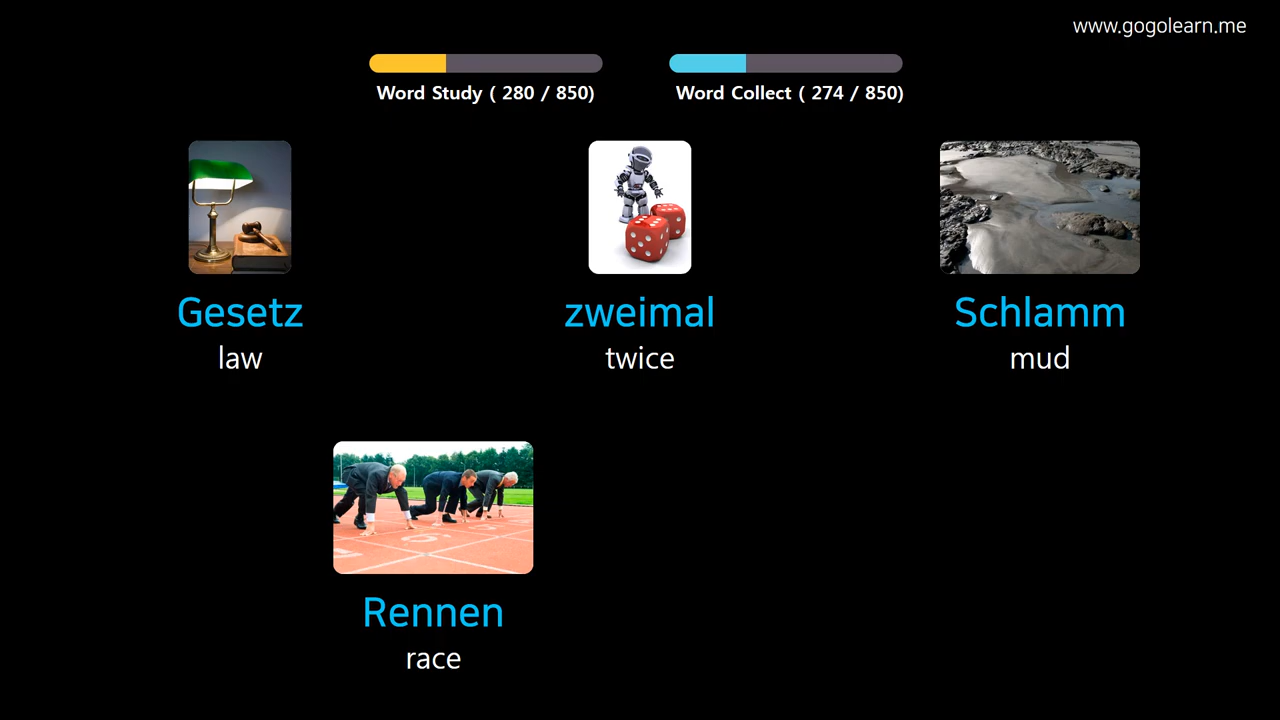 www.gogolearn.me
Word Study ( 280 / 850)
Word Collect ( 274 / 850)
Gesetz
law
zweimal
twice
Schlamm
mud
Rennen
race